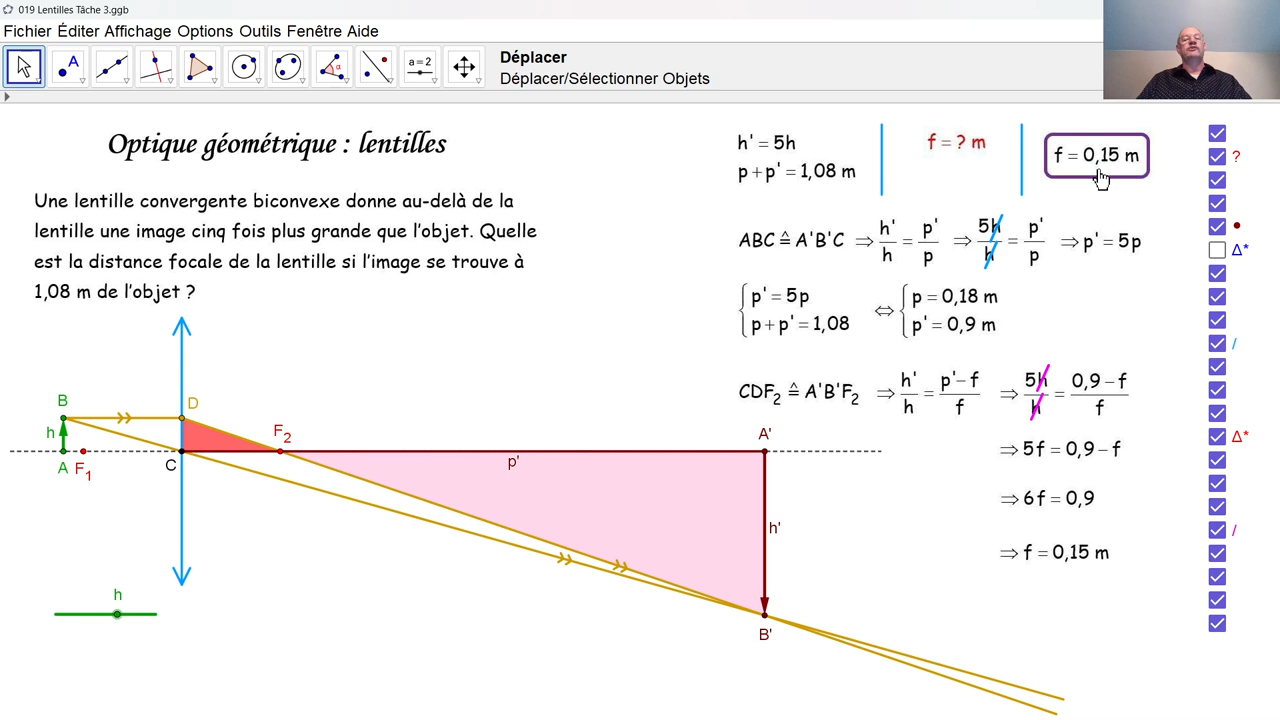 019 Lentilles Tâche 3.ggb
Fichier Éditer Affichage Options Outils Fenêtre Aide
A
α
a=2
Déplacer
Déplacer/Sélectionner Objets
Optique géométrique : lentilles
Une lentille convergente biconvexe donne au-delà de la
lentille une image cinq fois plus grande que l'objet. Quelle
est la distance focale de la lentille si l'image se trouve à
1,08 m de l'objet ?
h' = 5h
p + p' = 1,08 m
f = ? m
f = 0,15 m
ABC ≙ A'B'C ⇒ h'/h = p'/p ⇒ 5h/h = p'/p ⇒ p' = 5p
{ p' = 5p
p + p' = 1,08
⇔ { p = 0,18 m
p' = 0,9 m
CDF₂ ≙ A'B'F₂ ⇒ h'/h = p'−f/f ⇒ 5h/h = 0,9−f/f
⇒ 5f = 0,9 − f
⇒ 6f = 0,9
⇒ f = 0,15 m
B
D
h
F₂
A'
A
F₁
C
p'
h'
B'
h
?
Δ*
/
Δ*
/